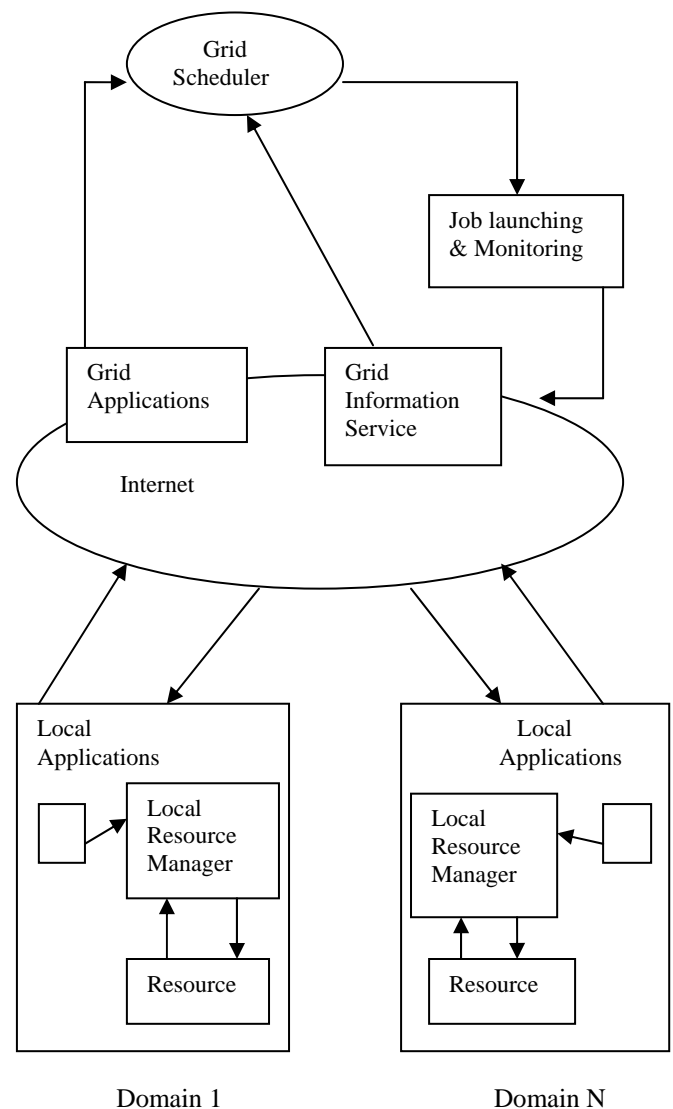 Grid
Scheduler
Job launching
& Monitoring
Grid
Applications
Grid
Information
Service
Internet
Local
Applications
Local
Resource
Manager
Resource
Local
Applications
Local
Resource
Manager
Resource
Domain 1
Domain N